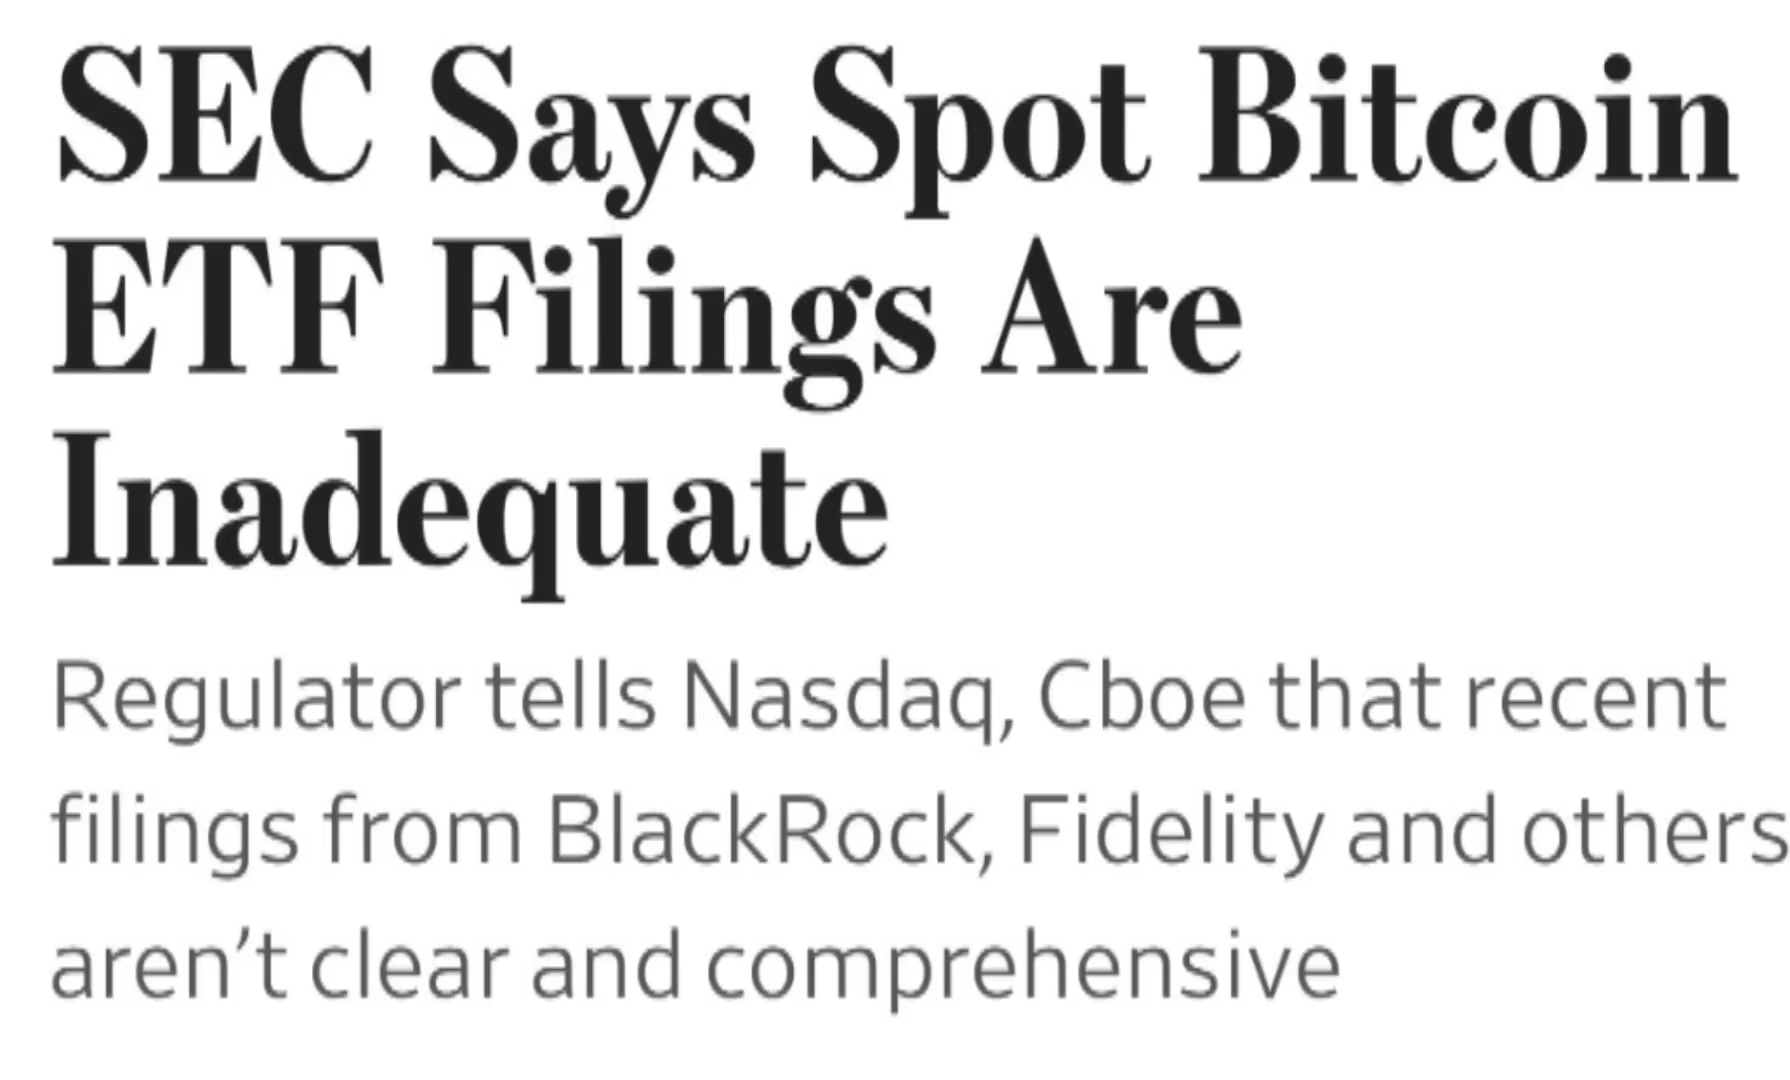 SEC Says Spot Bitcoin
ETF Filings Are
Inadequate
Regulator tells Nasdaq, Cboe that recent
filings from BlackRock, Fidelity and others
aren’t clear and comprehensive